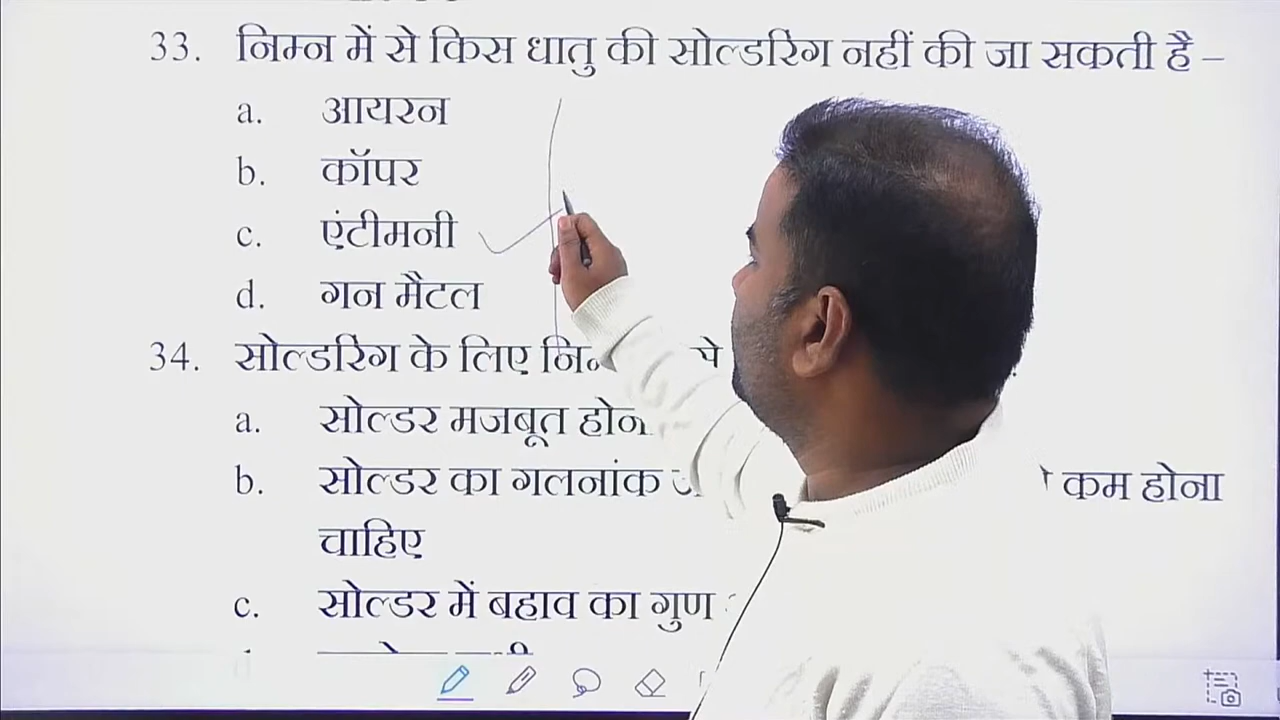 33. निम्न में से किस धातु की सोल्डरिंग नहीं की जा सकती है –
a. आयरन
b. कॉपर
c. एंटीमनी
d. गन मैटल
34. सोल्डरिंग के लिए
a. सोल्डर मजबूत
b. सोल्डर का गलनांक कम होना
चाहिए
c. सोल्डर में बहाव का गुण